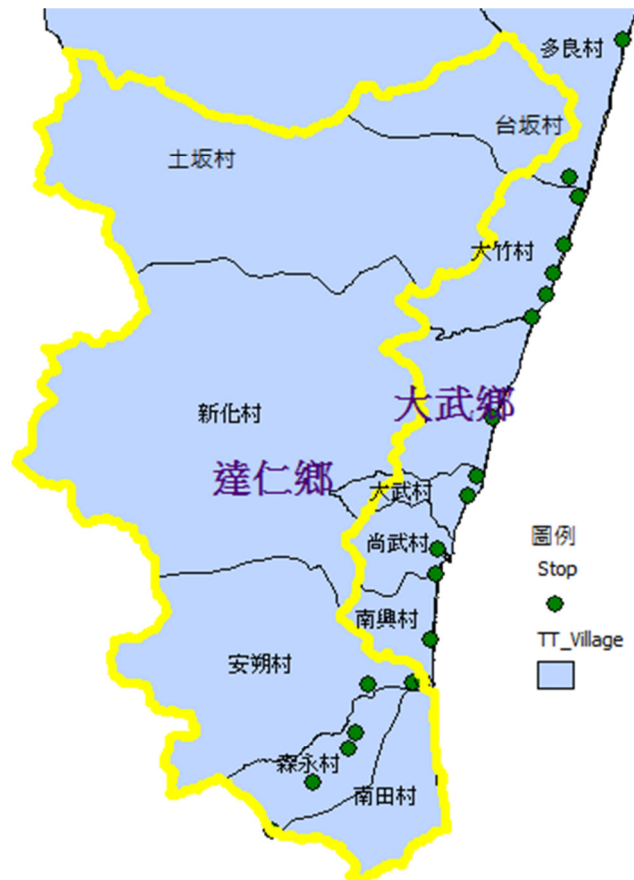 多良村
台坂村
土坂村
大竹村
新化村
大武鄉
達仁鄉
大武村
尚武村
圖例
Stop
南興村
TT_Village
安朔村
森永村
南田村